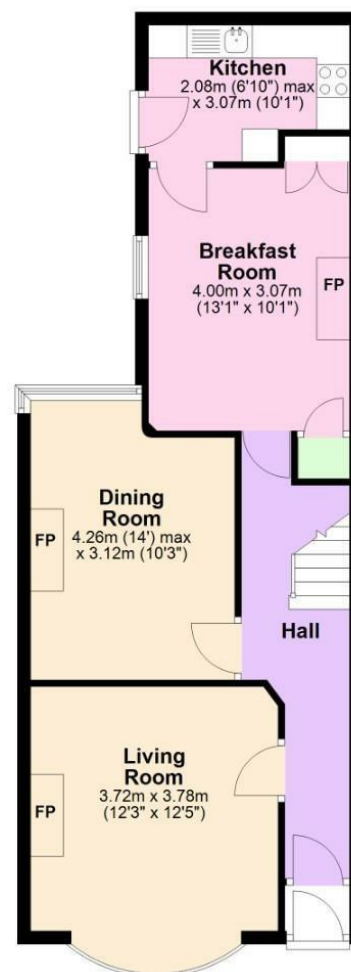 Kitchen
2.08m (6'10") max
x 3.07m (10'1")
Breakfast
Room
4.00m x 3.07m
(13'1" x 10'1")
FP
Dining
Room
4.26m (14') max
x 3.12m (10'3")
FP
Hall
Living
Room
3.72m x 3.78m
(12'3" x 12'5")
FP